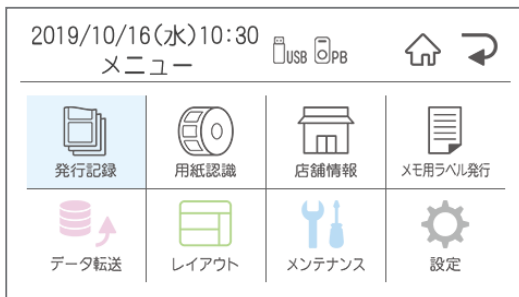 2019/10/16(水)10:30
USB PB
メニュー
発行記録 用紙認識 店舗情報 メモ用ラベル発行
データ転送 レイアウト メンテナンス 設定